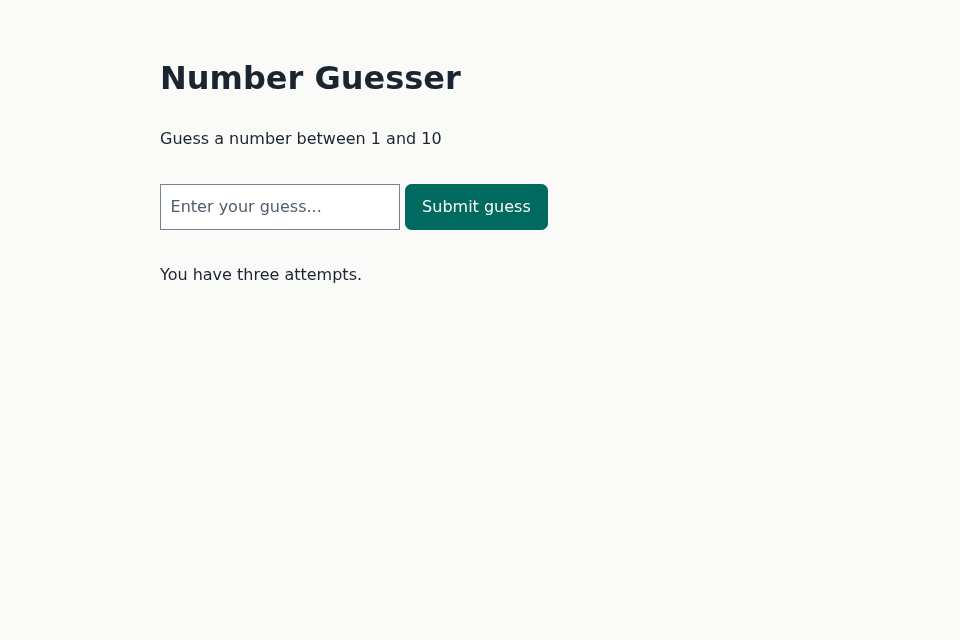 Number Guesser
Guess a number between 1 and 10
Enter your guess...
Submit guess
You have three attempts.